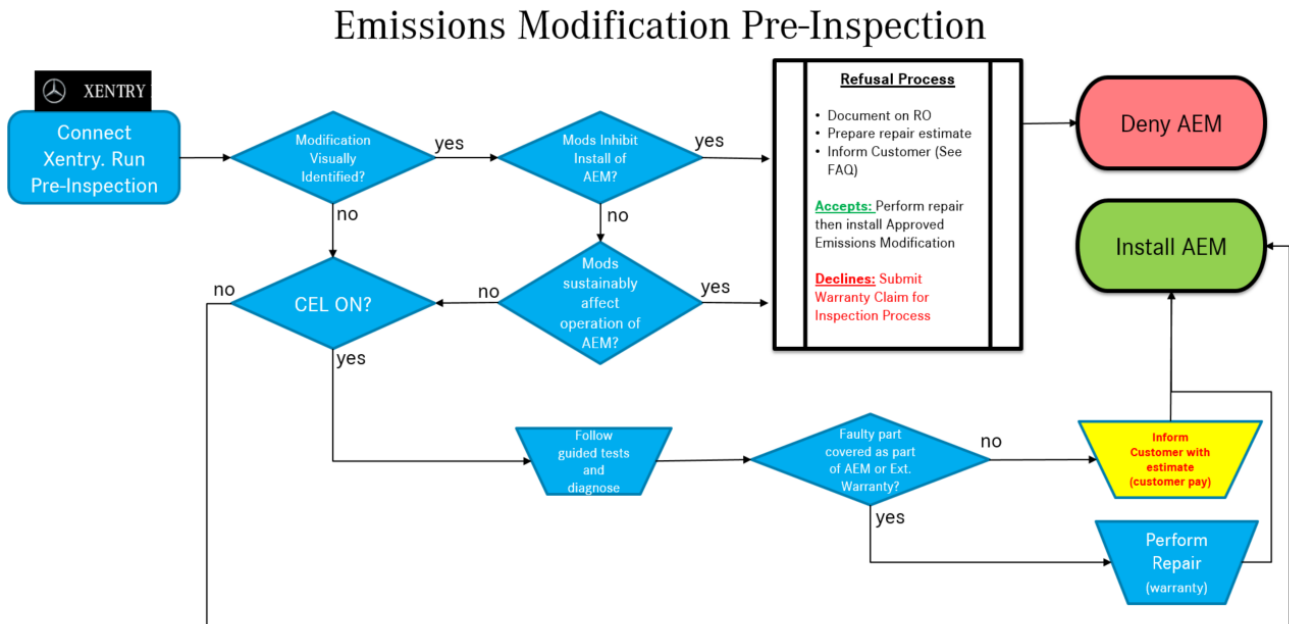 Emissions Modification Pre-Inspection
XENTRY
Connect
Xentry. Run
Pre-Inspection
Modification
Visually
Identified?
yes
no
Mods Inhibit
Install of
AEM?
yes
no
Refusal Process
• Document on RO
• Prepare repair estimate
• Inform Customer (See
FAQ)
Accepts: Perform repair
then install Approved
Emissions Modification
Declines: Submit
Warranty Claim for
Inspection Process
Deny AEM
Install AEM
no
CEL ON?
yes
no
Mods
sustainably
affect
operation of
AEM?
yes
Follow
guided tests
and
diagnose
Faulty part
covered as part
of AEM or Ext.
Warranty?
no
yes
Inform
Customer with
estimate
(customer pay)
Perform
Repair
(warranty)